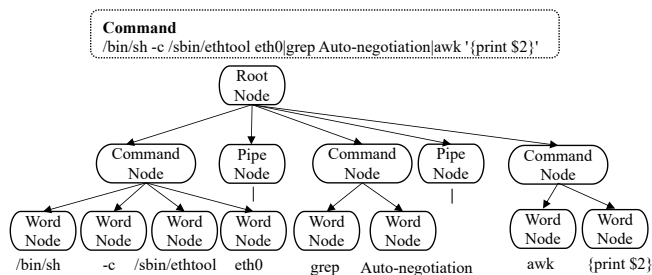 Command
/bin/sh -c /sbin/ethtool eth0|grep Auto-negotiation|awk '{print $2}'
Root
Node
Command
Node
Pipe
Node
Command
Node
Pipe
Node
Command
Node
|
|
Word
Node
Word
Node
Word
Node
Word
Node
Word
Node
Word
Node
Word
Node
Word
Node
/bin/sh
-c
/sbin/ethtool
eth0
grep
Auto-negotiation
awk
{print $2}